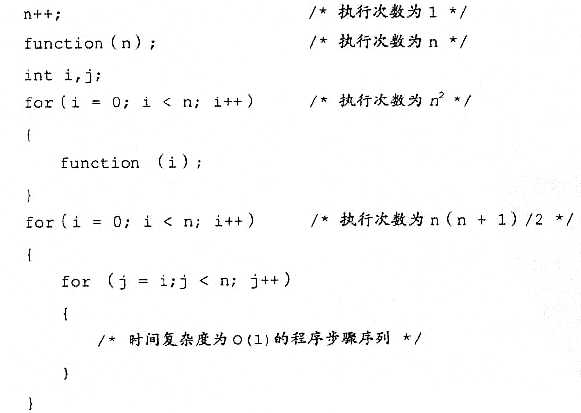 n++; /* 执行次数为 1 */
function(n); /* 执行次数为 n */
int i,j;
for(i = 0; i < n; i++) /* 执行次数为 n² */
{
function (i);
}
for(i = 0; i < n; i++) /* 执行次数为 n(n + 1)/2 */
{
for (j = i;j < n; j++)
{
/* 时间复杂度为 O(1)的程序步骤序列 */
}
}